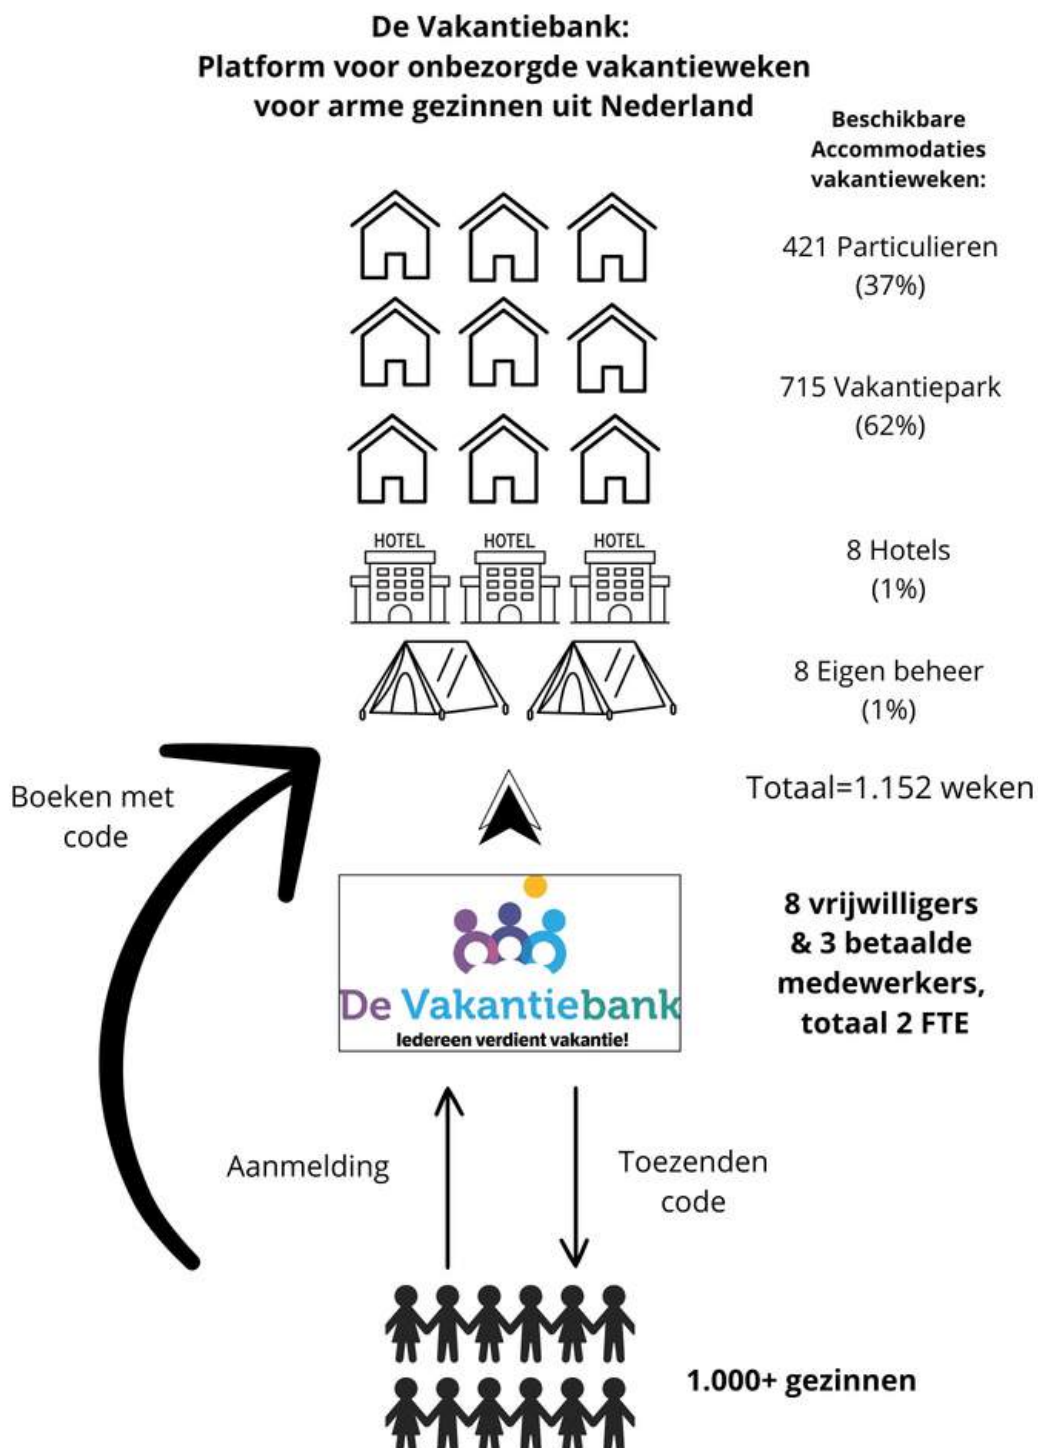 De Vakantiebank:
Platform voor onbezorgde vakantieweken
voor arme gezinnen uit Nederland
Beschikbare
Accommodaties
vakantieweken:
421 Particulieren
(37%)
715 Vakantiepark
(62%)
HOTEL HOTEL HOTEL
8 Hotels
(1%)
8 Eigen beheer
(1%)
Boeken met
code
Totaal=1.152 weken
De Vakantiebank
Iedereen verdient vakantie!
8 vrijwilligers
& 3 betaalde
medewerkers,
totaal 2 FTE
Aanmelding
Toezenden
code
1.000+ gezinnen